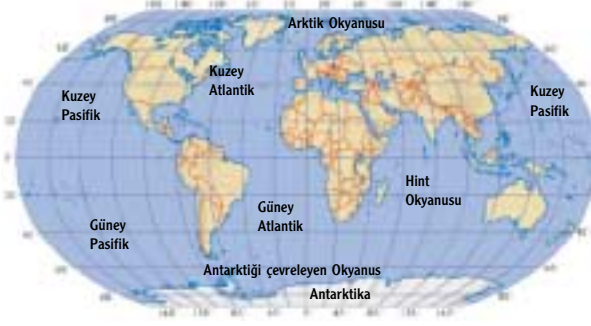 Arktik Okyanusu
Kuzey
Atlantik
Kuzey
Pasifik
Kuzey
Pasifik
Hint
Okyanusu
Güney
Atlantik
Güney
Pasifik
Antarktiği çevreleyen Okyanus
Antarktika